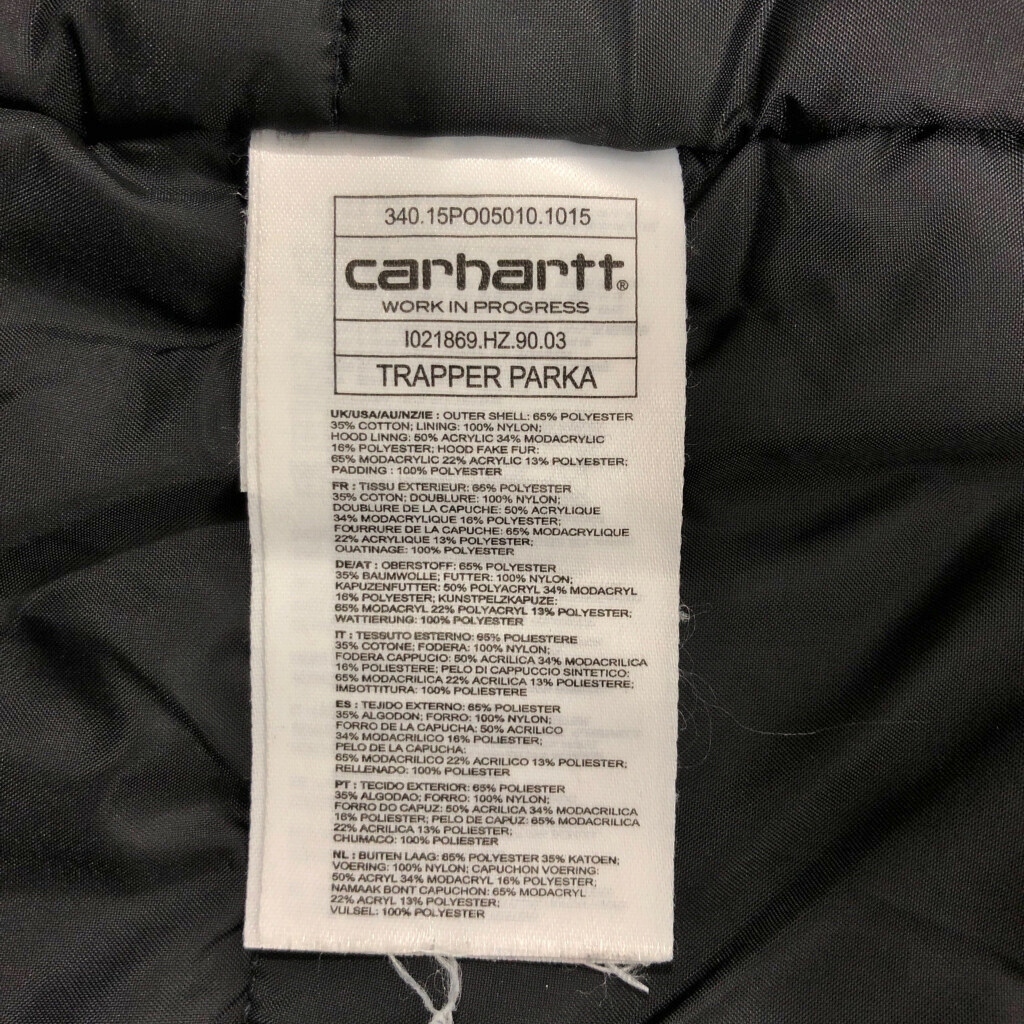 340.15PO05010.1015
carhartt®
WORK IN PROGRESS
I021869.HZ.90.03
TRAPPER PARKA
UK/USA/AU/NZ/IE : OUTER SHELL: 65% POLYESTER
35% COTTON; LINING: 100% NYLON;
HOOD LINNG: 50% ACRYLIC 34% MODACRYLIC
16% POLYESTER; HOOD FAKE FUR:
65% MODACRYLIC 22% ACRYLIC 13% POLYESTER;
PADDING : 100% POLYESTER
FR : TISSU EXTERIEUR: 65% POLYESTER
35% COTON; DOUBLURE: 100% NYLON;
DOUBLURE DE LA CAPUCHE: 50% ACRYLIQUE
34% MODACRYLIQUE 16% POLYESTER;
FOURRURE DE LA CAPUCHE: 65% MODACRYLIQUE
22% ACRYLIQUE 13% POLYESTER;
OUATINAGE: 100% POLYESTER
DE/AT : OBERSTOFF: 65% POLYESTER
35% BAUMWOLLE; FUTTER: 100% NYLON;
KAPUZENFUTTER: 50% POLYACRYL 34% MODACRYL
16% POLYESTER; KUNSTPELZKAPUZE:
65% MODACRYL 22% POLYACRYL 13% POLYESTER;
WATTIERUNG: 100% POLYESTER
IT : TESSUTO ESTERNO: 65% POLIESTERE
35% COTONE; FODERA: 100% NYLON;
FODERA CAPPUCIO: 50% ACRILICA 34% MODACRILICA
16% POLIESTERE; PELO DI CAPPUCCIO SINTETICO:
65% MODACRILICA 22% ACRILICA 13% POLIESTERE;
IMBOTTITURA: 100% POLIESTERE
ES : TEJIDO EXTERNO: 65% POLIESTER
35% ALGODON; FORRO: 100% NYLON;
FORRO DE LA CAPUCHA: 50% ACRILICO
34% MODACRILICO 16% POLIESTER;
PELO DE LA CAPUCHA:
65% MODACRILICO 22% ACRILICO 13% POLIESTER;
RELLENADO: 100% POLIESTER
PT : TECIDO EXTERIOR: 65% POLIESTER
35% ALGODAO; FORRO: 100% NYLON;
FORRO DO CAPUZ: 50% ACRILICA 34% MODACRILICA
16% POLIESTER; PELO DE CAPUZ: 65% MODACRILICA
22% ACRILICA 13% POLIESTER;
CHUMACO: 100% POLIESTER
NL : BUITEN LAAG: 65% POLYESTER 35% KATOEN;
VOERING: 100% NYLON; CAPUCHON VOERING:
50% ACRYL 34% MODACRYL 16% POLYESTER;
NAMAAK BONT CAPUCHON: 65% MODACRYL
22% ACRYL 13% POLYESTER;
VULSEL: 100% POLYESTER